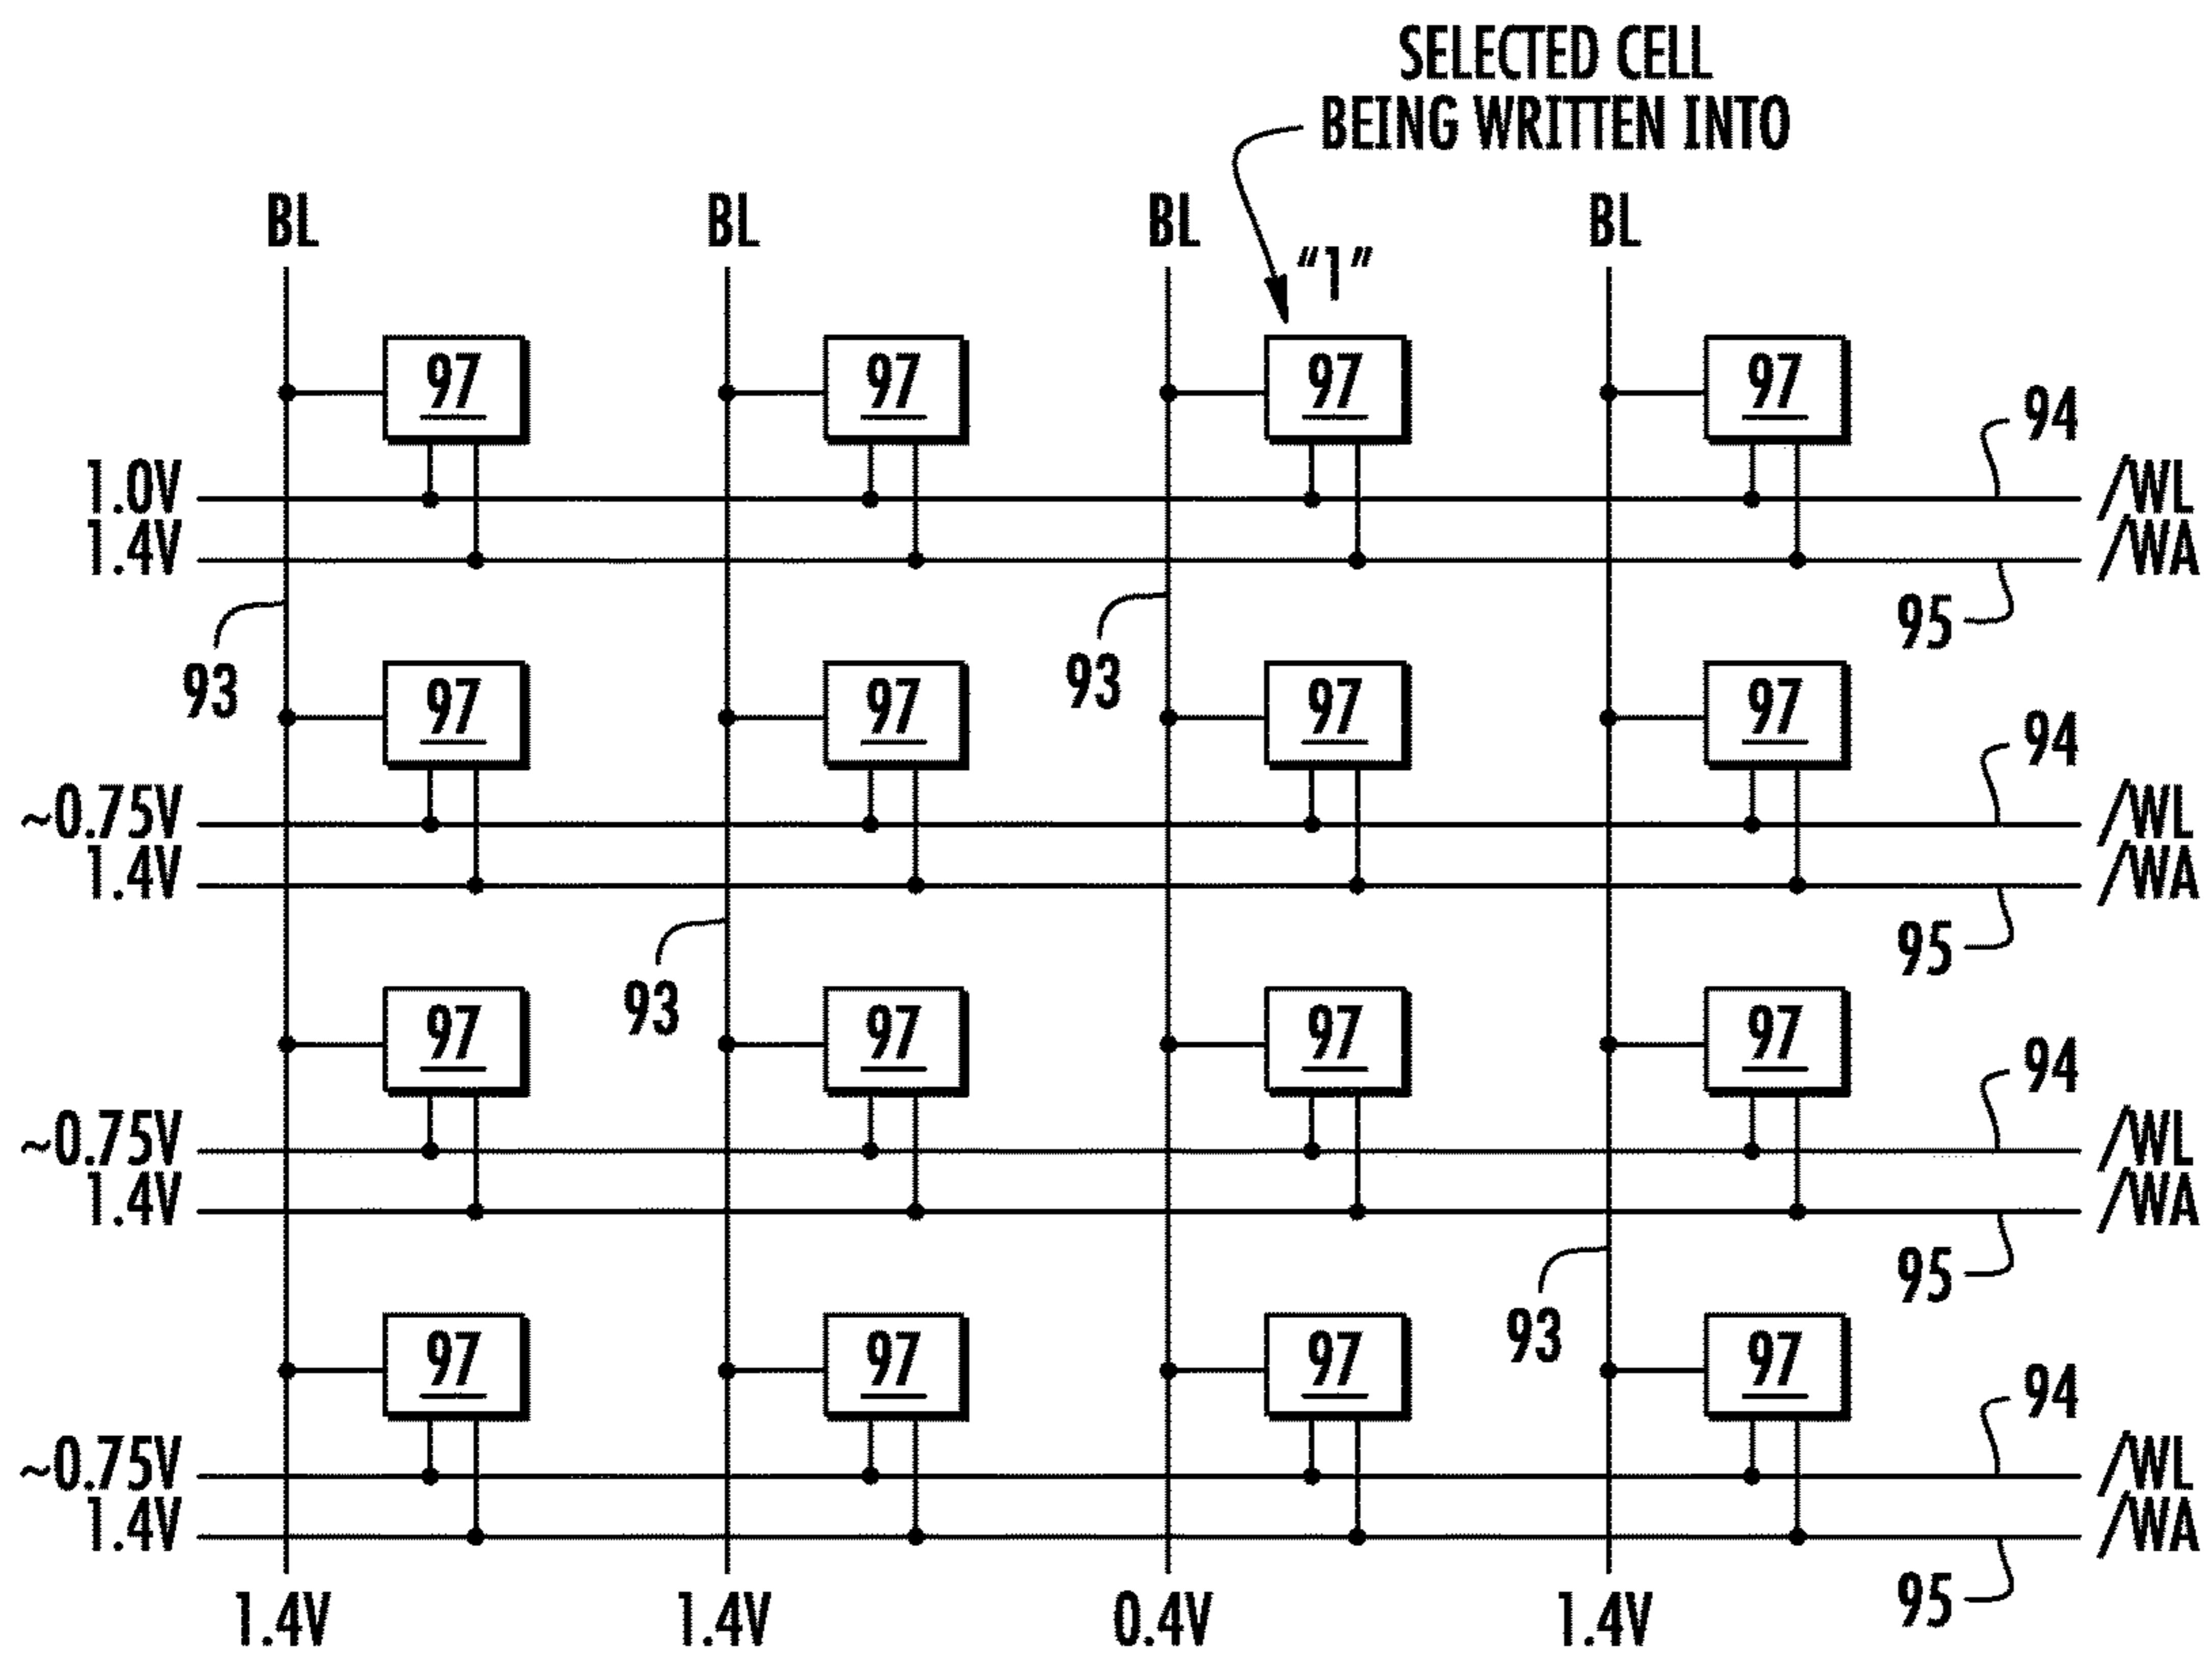 SELECTED CELL
BEING WRITTEN INTO
BL BL BL BL
"1"
97 97 97 97
94
1.0V /WL
1.4V /WA
95
93 93
97 97 97 97
94
~0.75V /WL
1.4V /WA
93 95
97 97 97 97
94
~0.75V /WL
1.4V /WA
95
93
97 97 97 97
94
~0.75V /WL
1.4V /WA
95
1.4V 1.4V 0.4V 1.4V